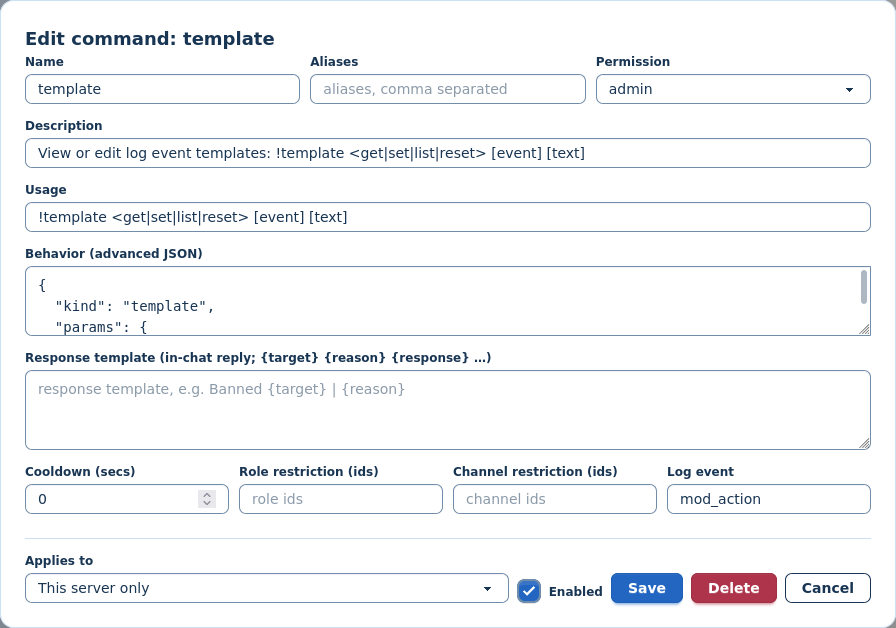 Edit command: template
Name
Aliases
Permission
template
aliases, comma separated
admin
Description
View or edit log event templates: !template <get|set|list|reset> [event] [text]
Usage
!template <get|set|list|reset> [event] [text]
Behavior (advanced JSON)
{
"kind": "template",
"params": {
Response template (in-chat reply; {target} {reason} {response} …)
response template, e.g. Banned {target} | {reason}
Cooldown (secs)
Role restriction (ids)
Channel restriction (ids)
Log event
0
role ids
channel ids
mod_action
Applies to
This server only
Enabled
Save
Delete
Cancel